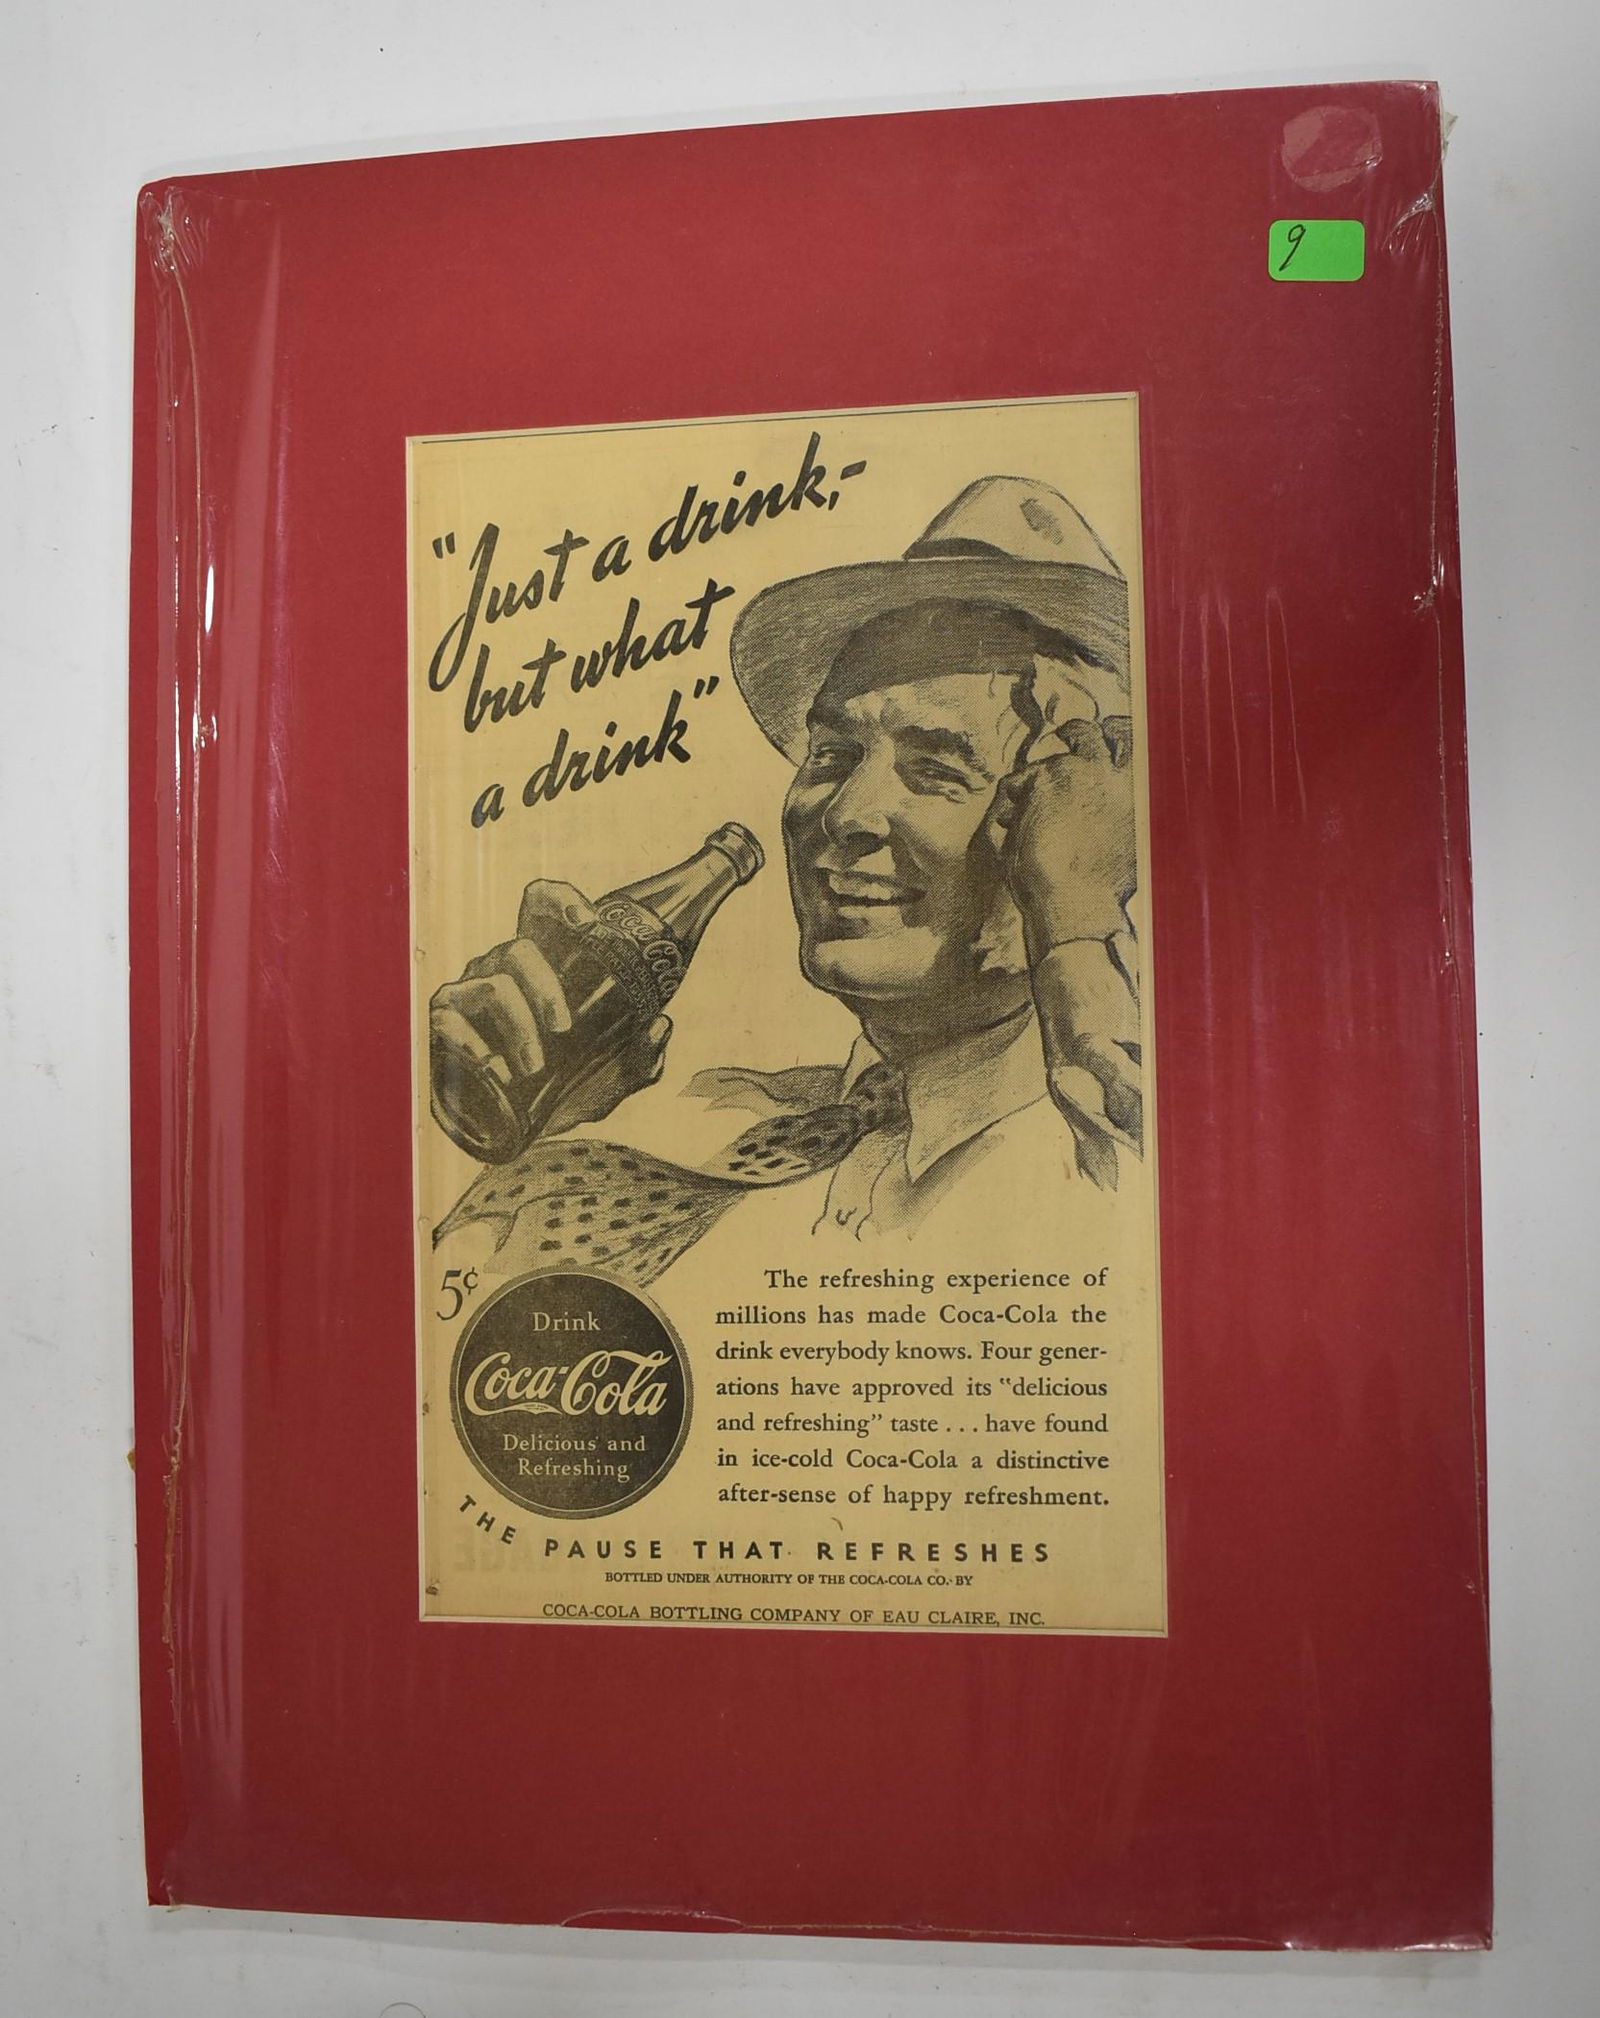 9
"Just a drink,-
but what
a drink"
Coca-Cola
5¢
Drink
Coca-Cola
Delicious and
Refreshing
The refreshing experience of
millions has made Coca-Cola the
drink everybody knows. Four gener-
ations have approved its "delicious
and refreshing" taste . . . have found
in ice-cold Coca-Cola a distinctive
after-sense of happy refreshment.
THE PAUSE THAT REFRESHES
BOTTLED UNDER AUTHORITY OF THE COCA-COLA CO. BY
COCA-COLA BOTTLING COMPANY OF EAU CLAIRE, INC.